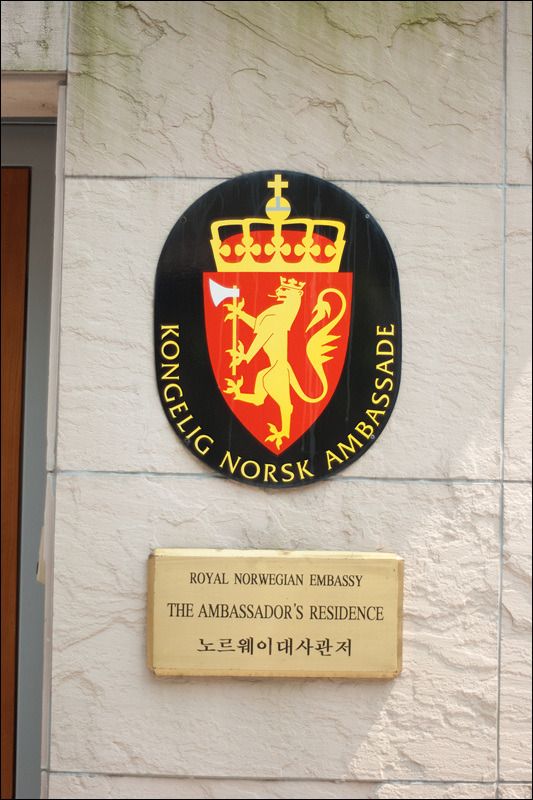 KONGELIG NORSK AMBASSADE
ROYAL NORWEGIAN EMBASSY
THE AMBASSADOR'S RESIDENCE
노르웨이대사관저